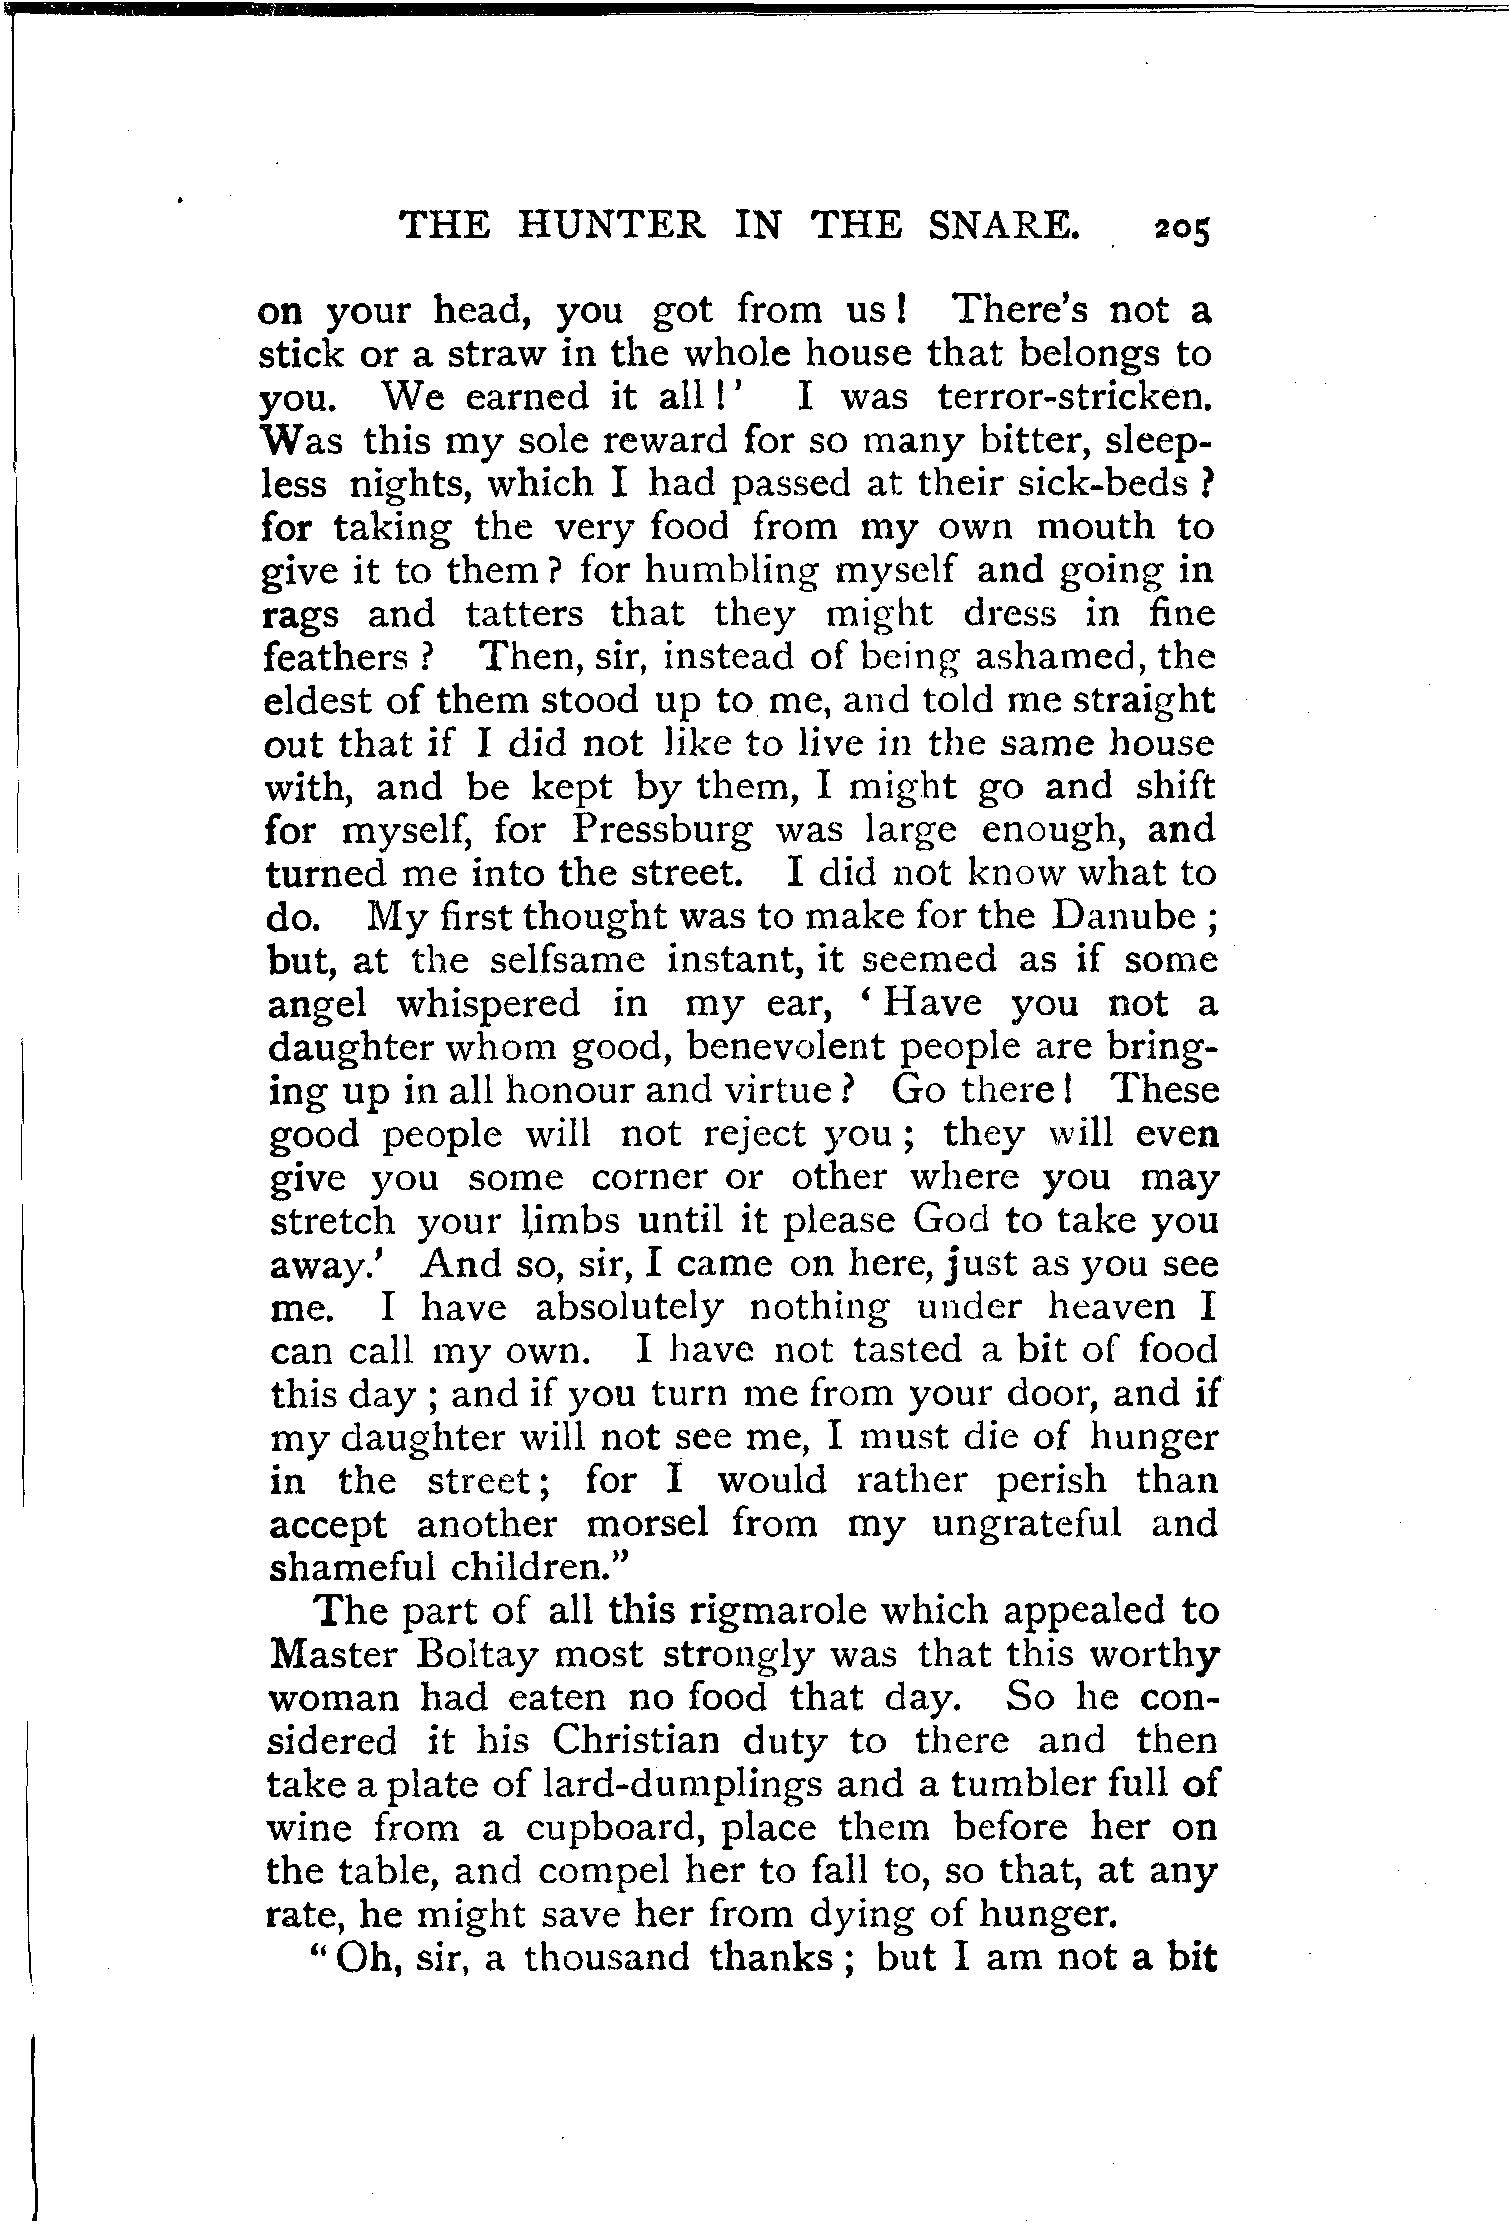 THE HUNTER IN THE SNARE. 205
on your head, you got from us! There's not a
stick or a straw in the whole house that belongs to
you. We earned it all!' I was terror-stricken.
Was this my sole reward for so many bitter, sleep-
less nights, which I had passed at their sick-beds?
for taking the very food from my own mouth to
give it to them? for humbling myself and going in
rags and tatters that they might dress in fine
feathers? Then, sir, instead of being ashamed, the
eldest of them stood up to me, and told me straight
out that if I did not like to live in the same house
with, and be kept by them, I might go and shift
for myself, for Pressburg was large enough, and
turned me into the street. I did not know what to
do. My first thought was to make for the Danube;
but, at the selfsame instant, it seemed as if some
angel whispered in my ear, 'Have you not a
daughter whom good, benevolent people are bring-
ing up in all honour and virtue? Go there! These
good people will not reject you; they will even
give you some corner or other where you may
stretch your limbs until it please God to take you
away.' And so, sir, I came on here, just as you see
me. I have absolutely nothing under heaven I
can call my own. I have not tasted a bit of food
this day; and if you turn me from your door, and if
my daughter will not see me, I must die of hunger
in the street; for I would rather perish than
accept another morsel from my ungrateful and
shameful children."
The part of all this rigmarole which appealed to
Master Boltay most strongly was that this worthy
woman had eaten no food that day. So he con-
sidered it his Christian duty to there and then
take a plate of lard-dumplings and a tumbler full of
wine from a cupboard, place them before her on
the table, and compel her to fall to, so that, at any
rate, he might save her from dying of hunger.
"Oh, sir, a thousand thanks; but I am not a bit